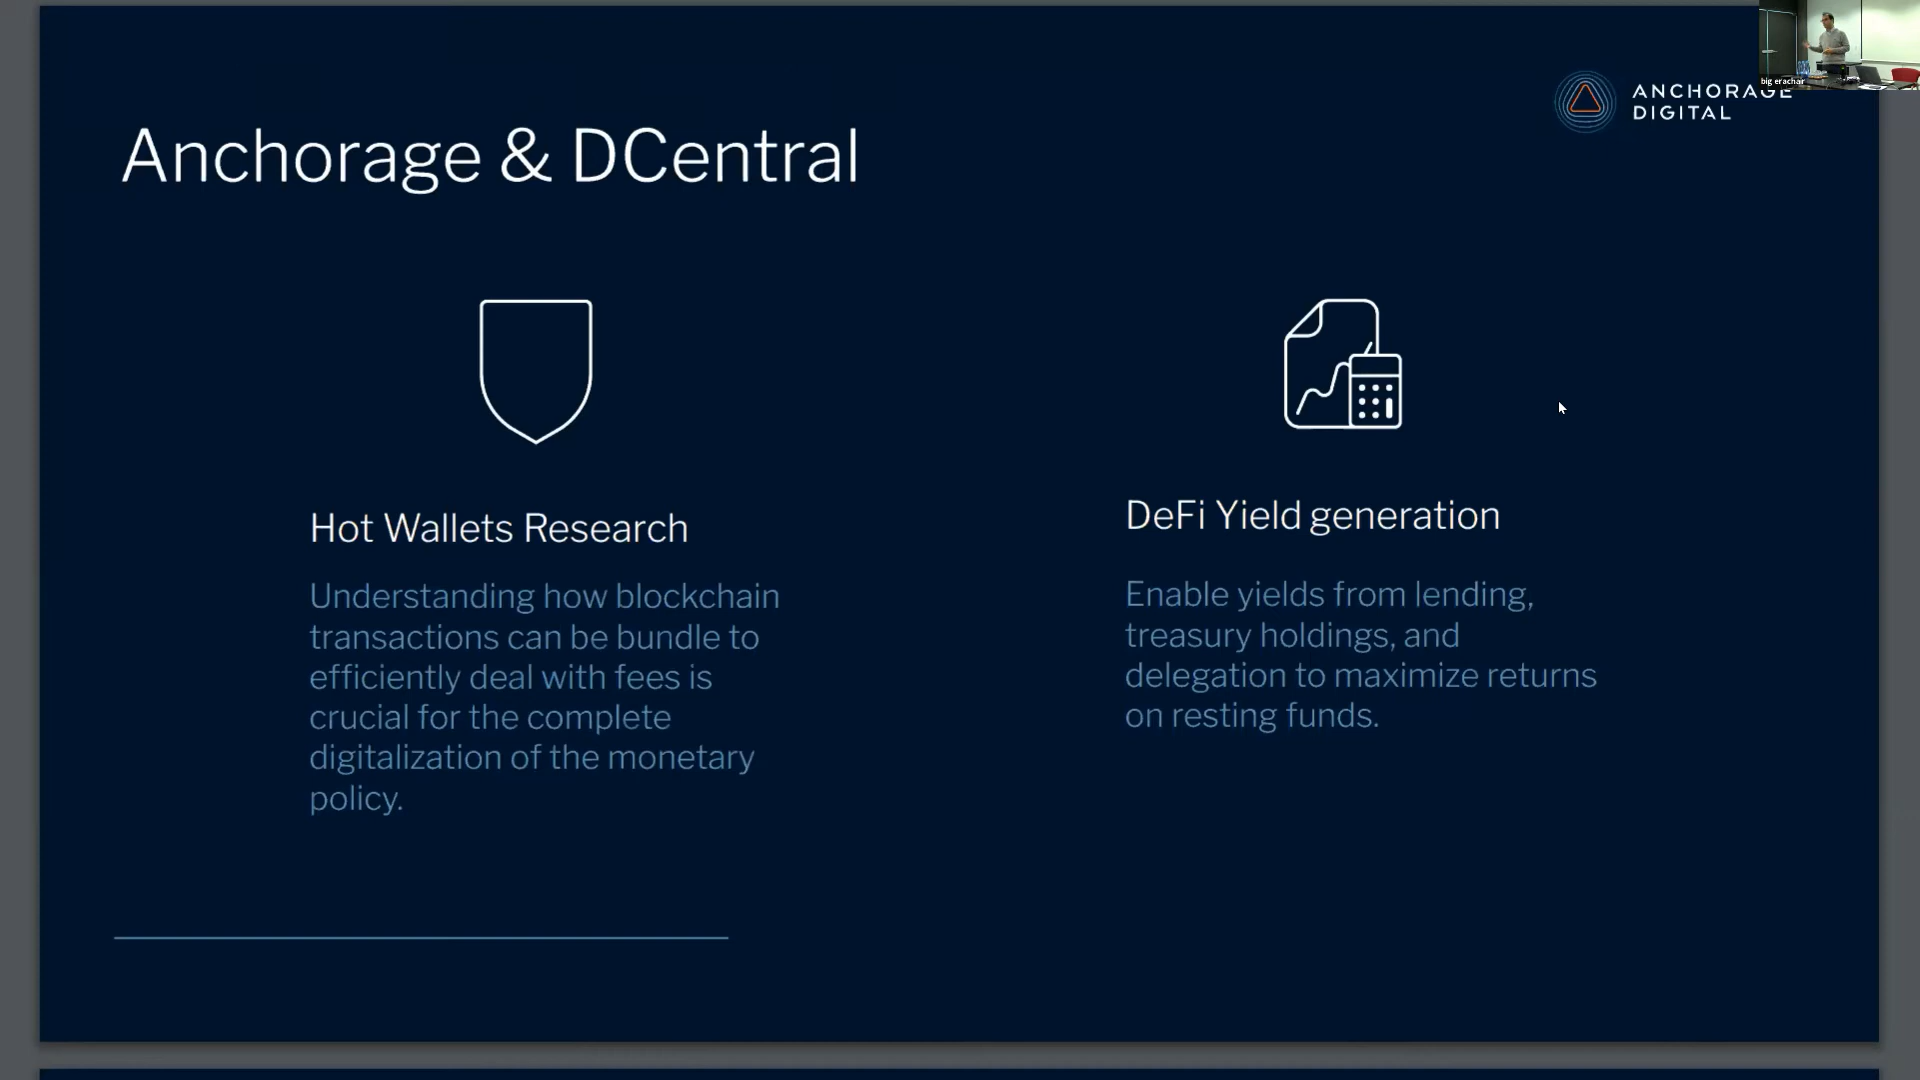 ANCHORAGE
DIGITAL
big erachair
Anchorage & DCentral
Hot Wallets Research
Understanding how blockchain
transactions can be bundle to
efficiently deal with fees is
crucial for the complete
digitalization of the monetary
policy.
DeFi Yield generation
Enable yields from lending,
treasury holdings, and
delegation to maximize returns
on resting funds.